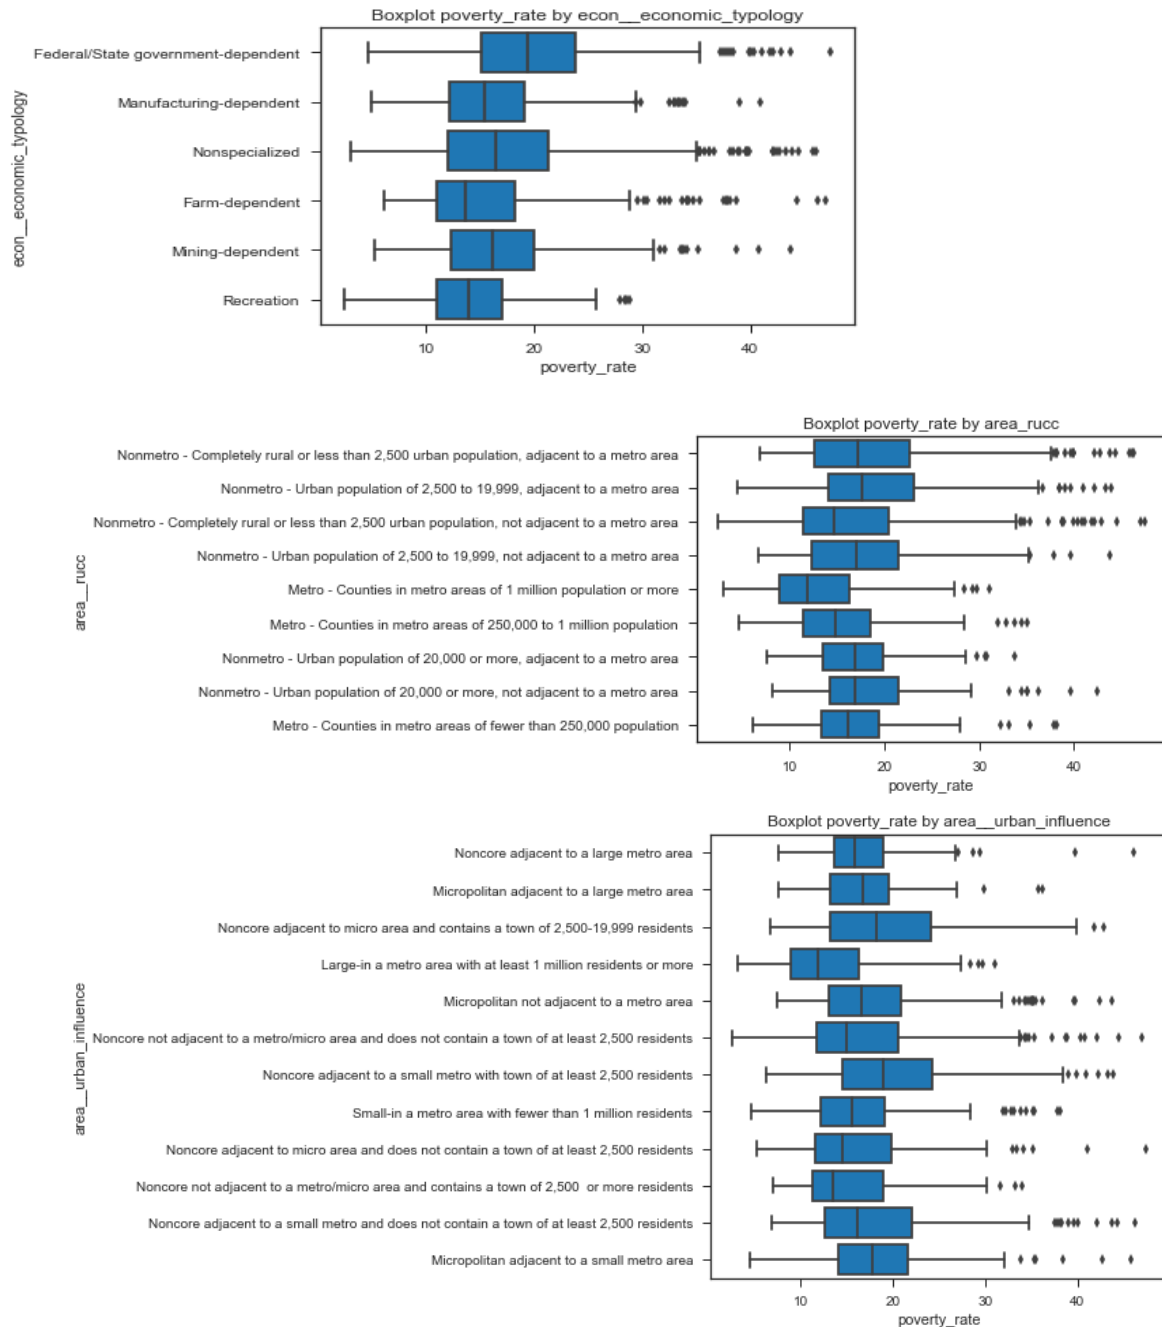 Boxplot poverty_rate by econ__economic_typology
econ__economic_typology
Federal/State government-dependent
Manufacturing-dependent
Nonspecialized
Farm-dependent
Mining-dependent
Recreation
10 20 30 40
poverty_rate
Boxplot poverty_rate by area_rucc
area__rucc
Nonmetro - Completely rural or less than 2,500 urban population, adjacent to a metro area
Nonmetro - Urban population of 2,500 to 19,999, adjacent to a metro area
Nonmetro - Completely rural or less than 2,500 urban population, not adjacent to a metro area
Nonmetro - Urban population of 2,500 to 19,999, not adjacent to a metro area
Metro - Counties in metro areas of 1 million population or more
Metro - Counties in metro areas of 250,000 to 1 million population
Nonmetro - Urban population of 20,000 or more, adjacent to a metro area
Nonmetro - Urban population of 20,000 or more, not adjacent to a metro area
Metro - Counties in metro areas of fewer than 250,000 population
10 20 30 40
poverty_rate
Boxplot poverty_rate by area__urban_influence
area__urban_influence
Noncore adjacent to a large metro area
Micropolitan adjacent to a large metro area
Noncore adjacent to micro area and contains a town of 2,500-19,999 residents
Large-in a metro area with at least 1 million residents or more
Micropolitan not adjacent to a metro area
Noncore not adjacent to a metro/micro area and does not contain a town of at least 2,500 residents
Noncore adjacent to a small metro with town of at least 2,500 residents
Small-in a metro area with fewer than 1 million residents
Noncore adjacent to micro area and does not contain a town of at least 2,500 residents
Noncore not adjacent to a metro/micro area and contains a town of 2,500  or more residents
Noncore adjacent to a small metro and does not contain a town of at least 2,500 residents
Micropolitan adjacent to a small metro area
10 20 30 40
poverty_rate